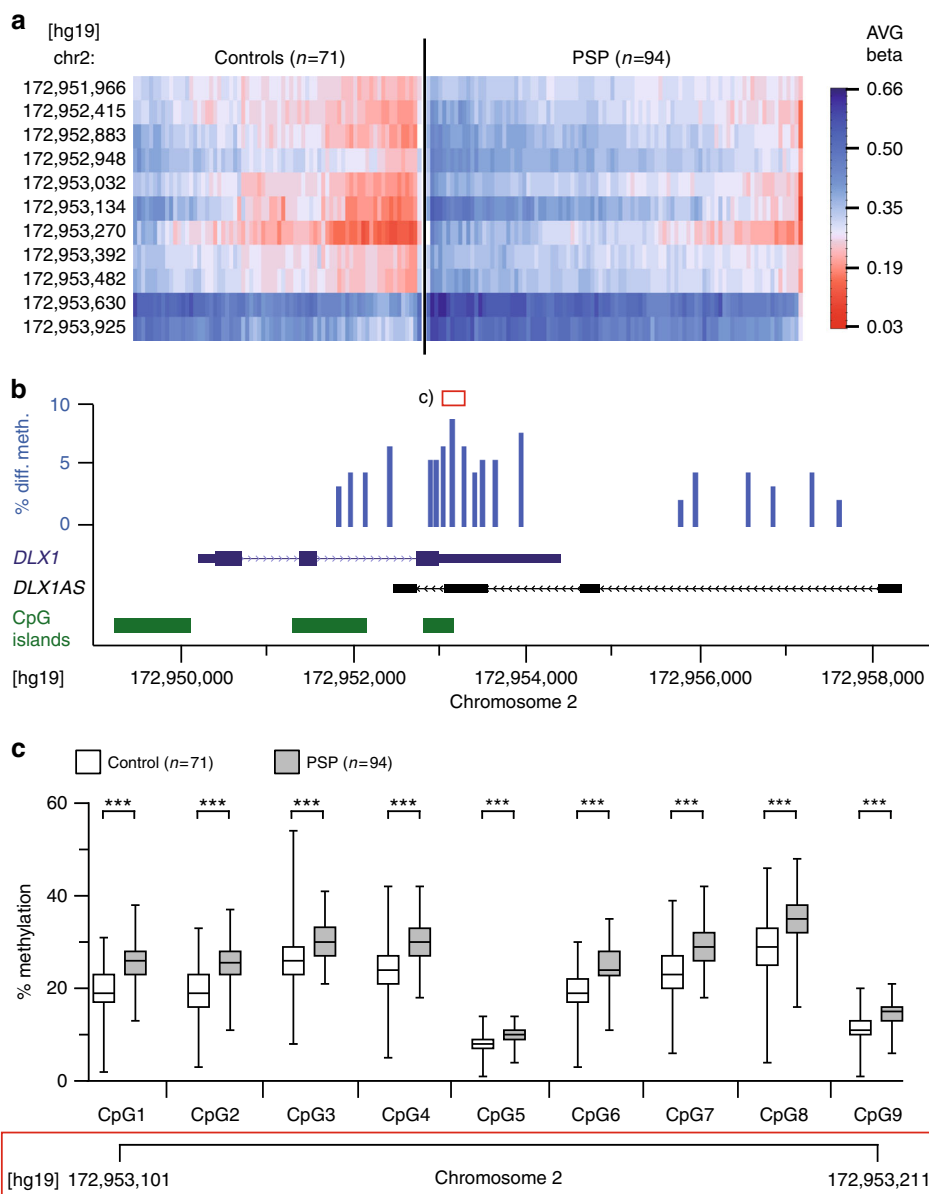 a
[hg19]
chr2:
Controls (n=71)
PSP (n=94)
AVG
beta
172,951,966
172,952,415
172,952,883
172,952,948
172,953,032
172,953,134
172,953,270
172,953,392
172,953,482
172,953,630
172,953,925
0.66
0.50
0.35
0.19
0.03
b
% diff. meth.
10
5
0
c)
DLX1
DLX1AS
CpG
islands
[hg19]
172,950,000
172,952,000
172,954,000
172,956,000
172,958,000
Chromosome 2
c
Control (n=71)
PSP (n=94)
% methylation
60
40
20
0
*** *** *** *** *** *** *** *** ***
CpG1 CpG2 CpG3 CpG4 CpG5 CpG6 CpG7 CpG8 CpG9
[hg19] 172,953,101 Chromosome 2 172,953,211